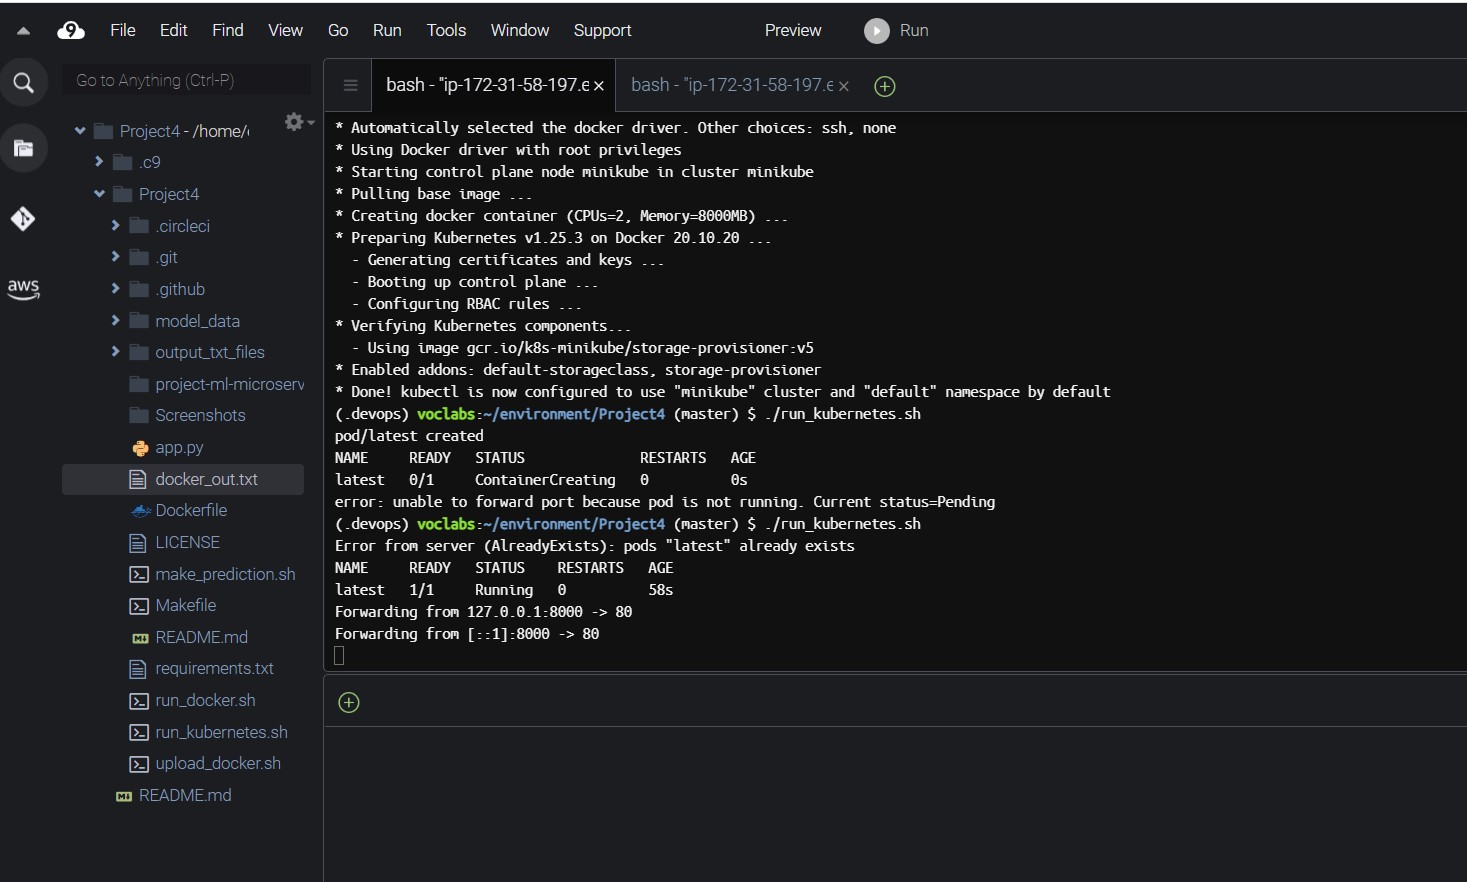 File Edit Find View Go Run Tools Window Support Preview Run
Go to Anything (Ctrl-P)
bash - "ip-172-31-58-197.e ×
bash - "ip-172-31-58-197.e ×
aws
Project4 - /home/
.c9
Project4
.circleci
.git
.github
model_data
output_txt_files
project-ml-microserv
Screenshots
app.py
docker_out.txt
Dockerfile
LICENSE
make_prediction.sh
Makefile
README.md
requirements.txt
run_docker.sh
run_kubernetes.sh
upload_docker.sh
README.md
* Automatically selected the docker driver. Other choices: ssh, none
* Using Docker driver with root privileges
* Starting control plane node minikube in cluster minikube
* Pulling base image ...
* Creating docker container (CPUs=2, Memory=8000MB) ...
* Preparing Kubernetes v1.25.3 on Docker 20.10.20 ...
- Generating certificates and keys ...
- Booting up control plane ...
- Configuring RBAC rules ...
* Verifying Kubernetes components...
- Using image gcr.io/k8s-minikube/storage-provisioner:v5
* Enabled addons: default-storageclass, storage-provisioner
* Done! kubectl is now configured to use "minikube" cluster and "default" namespace by default
(.devops) voclabs:~/environment/Project4 (master) $ ./run_kubernetes.sh
pod/latest created
NAME READY STATUS RESTARTS AGE
latest 0/1 ContainerCreating 0 0s
error: unable to forward port because pod is not running. Current status=Pending
(.devops) voclabs:~/environment/Project4 (master) $ ./run_kubernetes.sh
Error from server (AlreadyExists): pods "latest" already exists
NAME READY STATUS RESTARTS AGE
latest 1/1 Running 0 58s
Forwarding from 127.0.0.1:8000 -> 80
Forwarding from [::1]:8000 -> 80